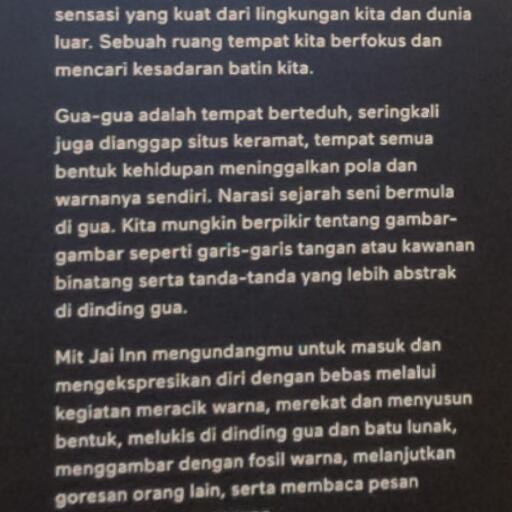 sensasi yang kuat dari lingkungan kita dan dunia
luar. Sebuah ruang tempat kita berfokus dan
mencari kesadaran batin kita.
Gua-gua adalah tempat berteduh, seringkali
juga dianggap situs keramat, tempat semua
bentuk kehidupan meninggalkan pola dan
warnanya sendiri. Narasi sejarah seni bermula
di gua. Kita mungkin berpikir tentang gambar-
gambar seperti garis-garis tangan atau kawanan
binatang serta tanda-tanda yang lebih abstrak
di dinding gua.
Mit Jai Inn mengundangmu untuk masuk dan
mengekspresikan diri dengan bebas melalui
kegiatan meracik warna, merekat dan menyusun
bentuk, melukis di dinding gua dan batu lunak,
menggambar dengan fosil warna, melanjutkan
goresan orang lain, serta membaca pesan